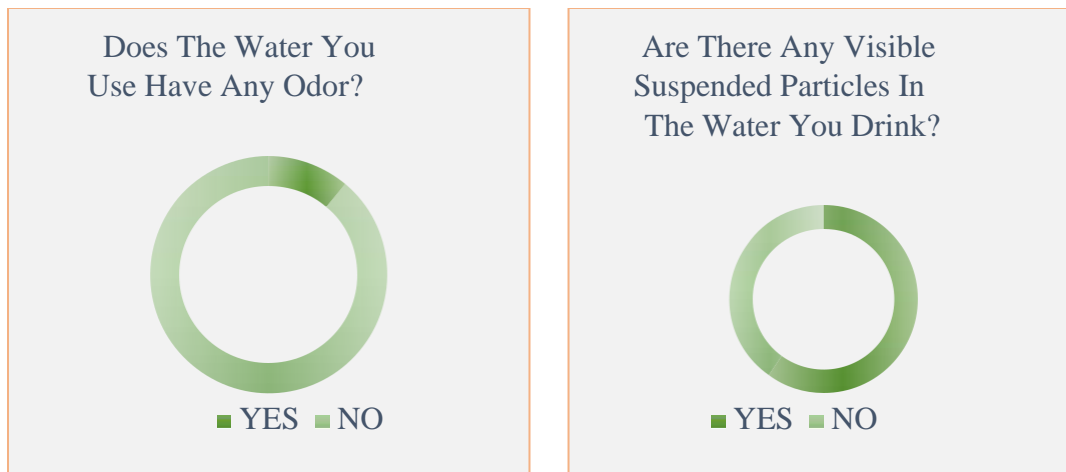 Does The Water You
Use Have Any Odor?
YES NO
Are There Any Visible
Suspended Particles In
The Water You Drink?
YES NO